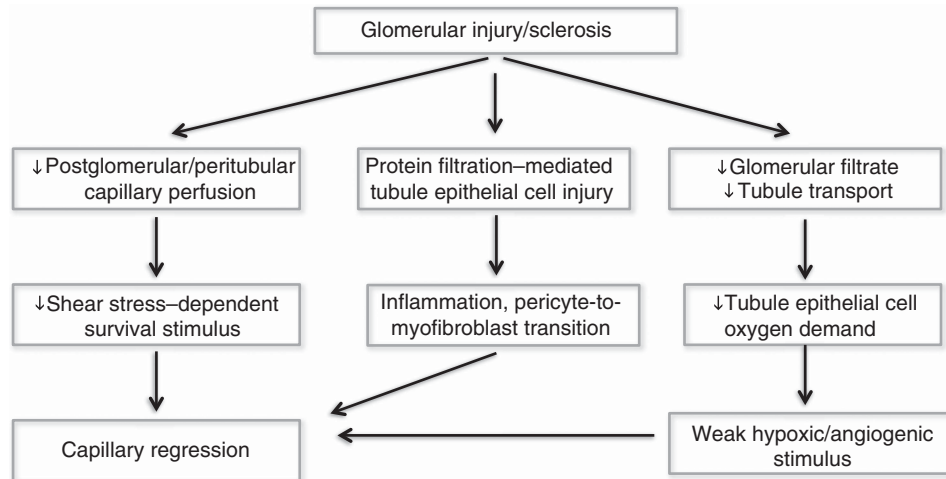 Glomerular injury/sclerosis
↓Postglomerular/peritubular
capillary perfusion
Protein filtration–mediated
tubule epithelial cell injury
↓Glomerular filtrate
↓Tubule transport
↓Shear stress–dependent
survival stimulus
Inflammation, pericyte-to-
myofibroblast transition
↓Tubule epithelial cell
oxygen demand
Capillary regression
Weak hypoxic/angiogenic
stimulus